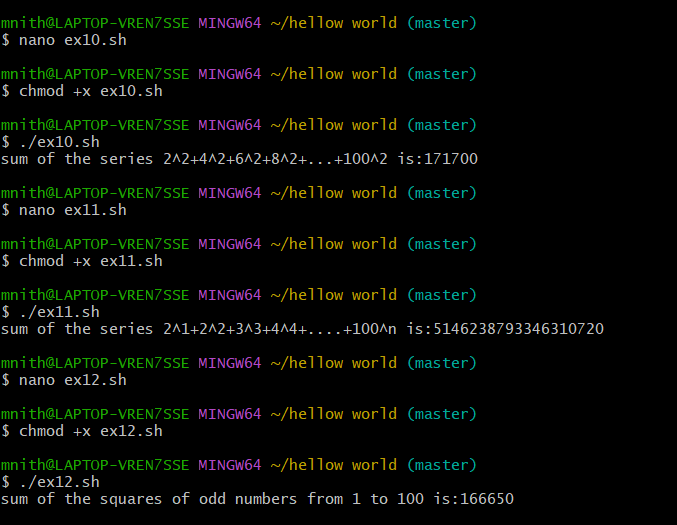 mnith@LAPTOP-VREN7SSE MINGW64 ~/hellow world (master)
$ nano ex10.sh
mnith@LAPTOP-VREN7SSE MINGW64 ~/hellow world (master)
$ chmod +x ex10.sh
mnith@LAPTOP-VREN7SSE MINGW64 ~/hellow world (master)
$ ./ex10.sh
sum of the series 2^2+4^2+6^2+8^2+...+100^2 is:171700
mnith@LAPTOP-VREN7SSE MINGW64 ~/hellow world (master)
$ nano ex11.sh
mnith@LAPTOP-VREN7SSE MINGW64 ~/hellow world (master)
$ chmod +x ex11.sh
mnith@LAPTOP-VREN7SSE MINGW64 ~/hellow world (master)
$ ./ex11.sh
sum of the series 2^1+2^2+3^3+4^4+....+100^n is:5146238793346310720
mnith@LAPTOP-VREN7SSE MINGW64 ~/hellow world (master)
$ nano ex12.sh
mnith@LAPTOP-VREN7SSE MINGW64 ~/hellow world (master)
$ chmod +x ex12.sh
mnith@LAPTOP-VREN7SSE MINGW64 ~/hellow world (master)
$ ./ex12.sh
sum of the squares of odd numbers from 1 to 100 is:166650